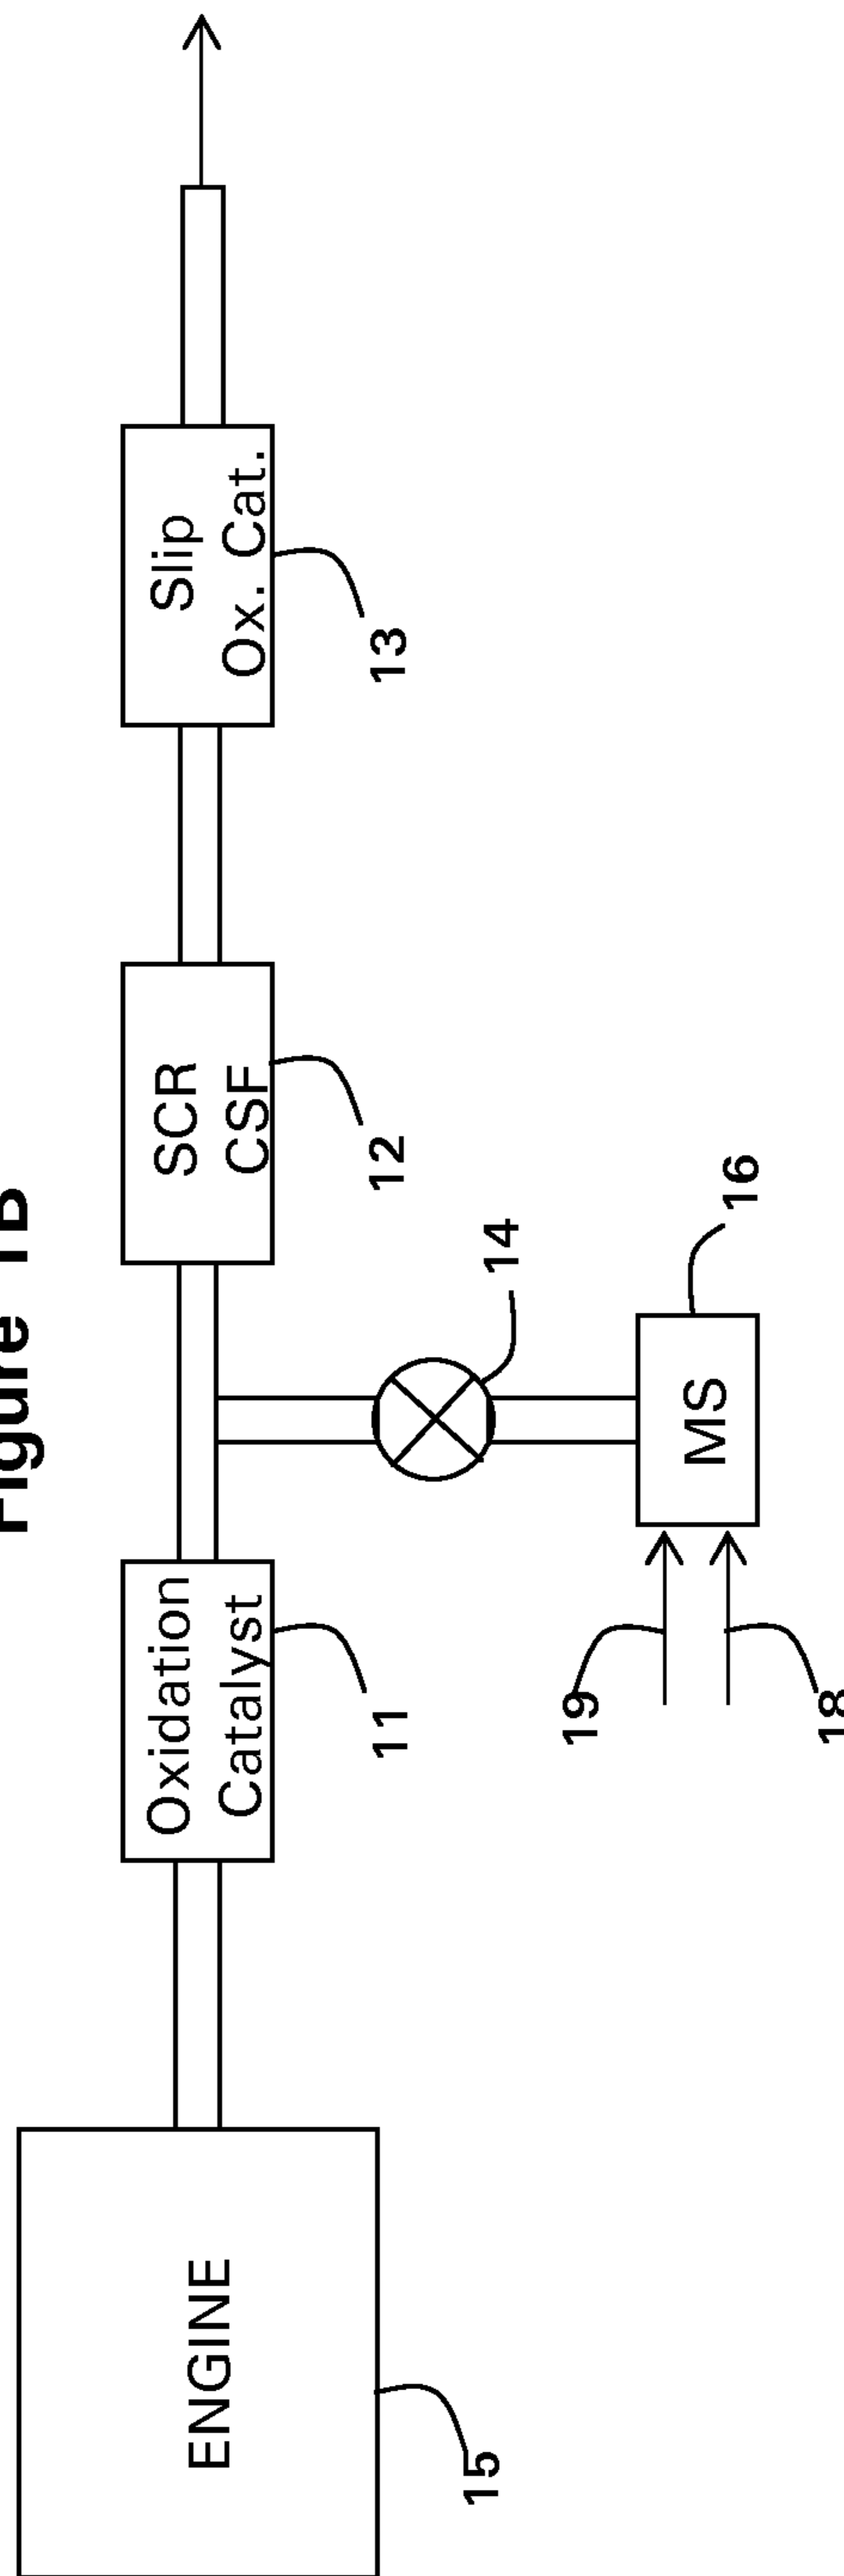 Figure 1B
ENGINE
15
Oxidation
Catalyst
11
SCR
CSF
12
Slip
Ox. Cat.
13
14
MS
16
19
18